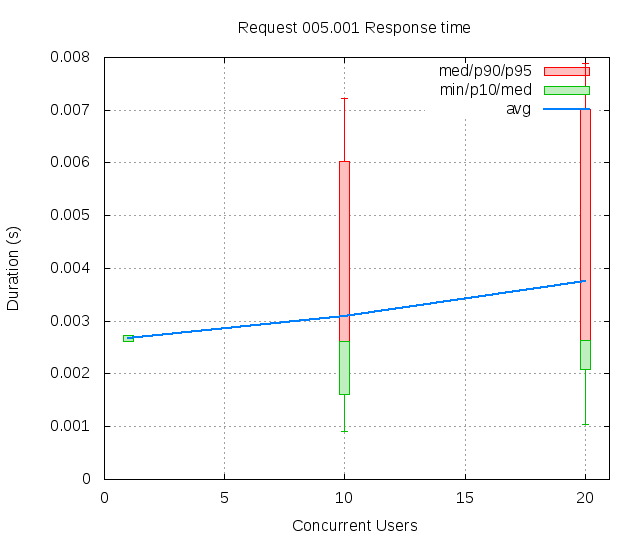 Request 005.001 Response time
0.008
0.007
0.006
0.005
0.004
0.003
0.002
0.001
0
Duration (s)
med/p90/p95
min/p10/med
avg
0 5 10 15 20
Concurrent Users